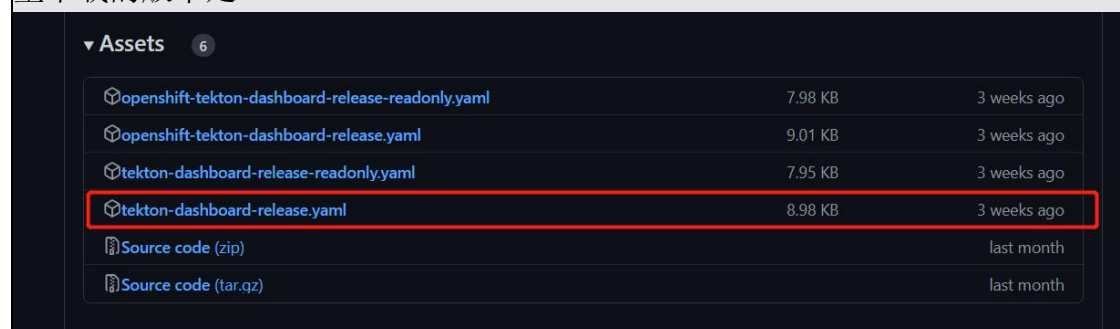 ▾ Assets 6
openshift-tekton-dashboard-release-readonly.yaml 7.98 KB 3 weeks ago
openshift-tekton-dashboard-release.yaml 9.01 KB 3 weeks ago
tekton-dashboard-release-readonly.yaml 7.95 KB 3 weeks ago
tekton-dashboard-release.yaml 8.98 KB 3 weeks ago
Source code (zip) last month
Source code (tar.gz) last month